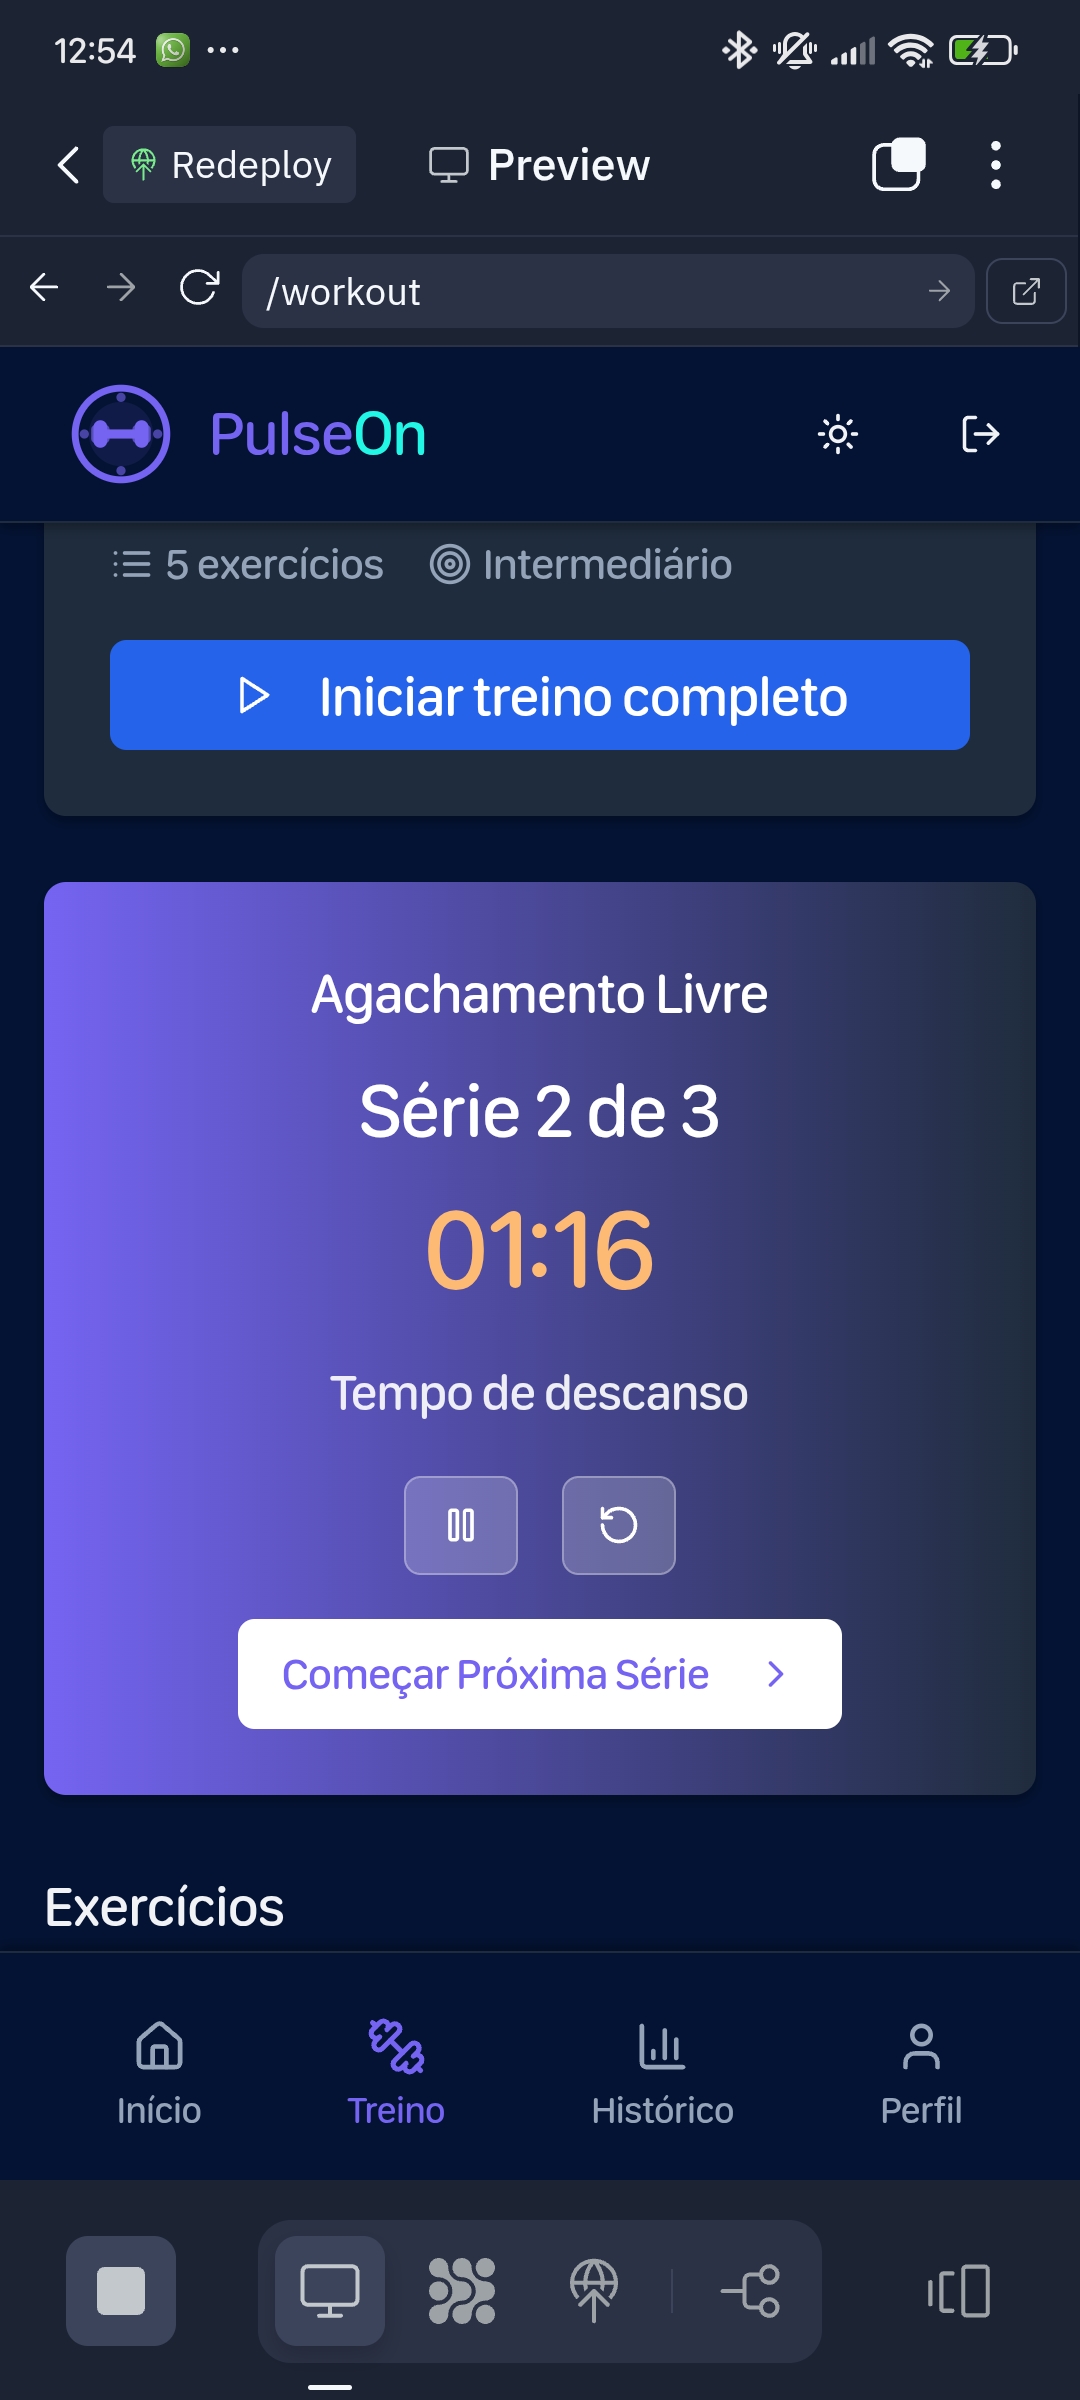 12:54
Redeploy
Preview
/workout
PulseOn
5 exercícios
Intermediário
Iniciar treino completo
Agachamento Livre
Série 2 de 3
01:16
Tempo de descanso
Começar Próxima Série
Exercícios
Início
Treino
Histórico
Perfil